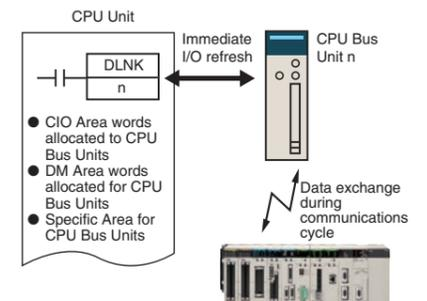 CPU Unit
DLNK
n
● CIO Area words
allocated to CPU
Bus Units
● DM Area words
allocated for CPU
Bus Units
● Specific Area for
CPU Bus Units
Immediate
I/O refresh
CPU Bus
Unit n
Data exchange
during
communications
cycle